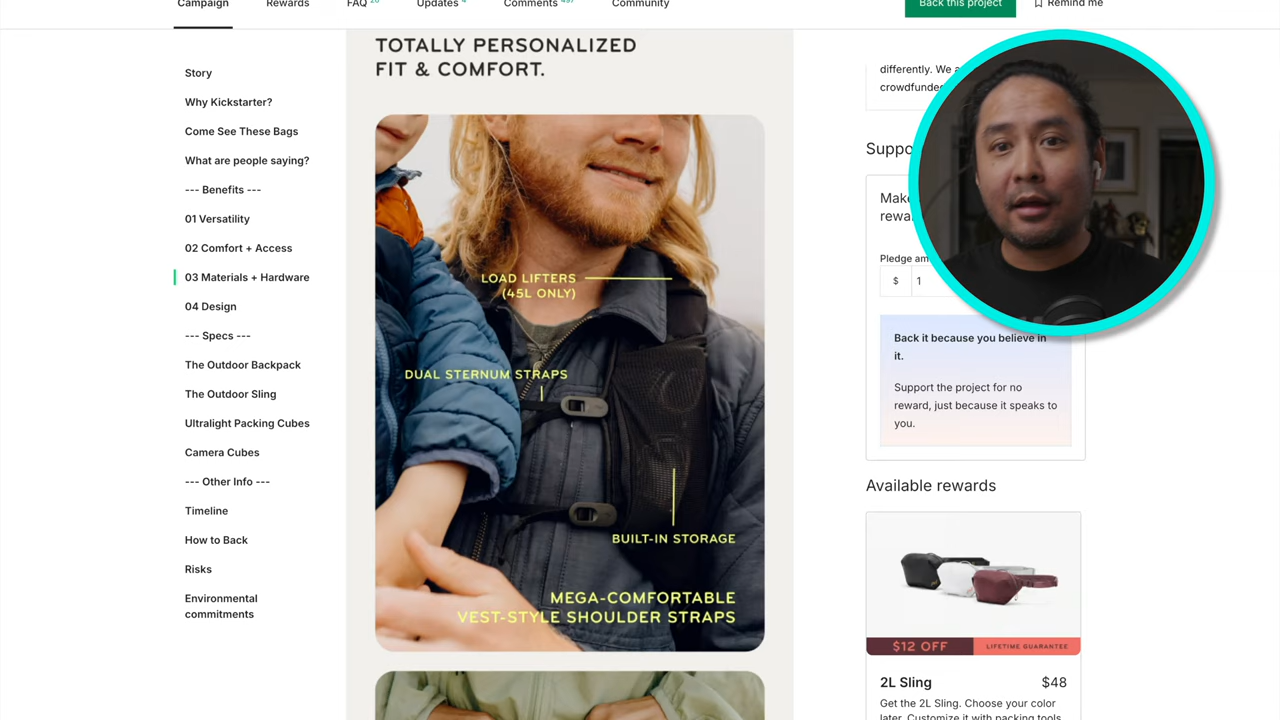 Campaign
Rewards
FAQ
Updates 4
Comments
Community
Back this project
Remind me
Story
Why Kickstarter?
Come See These Bags
What are people saying?
--- Benefits ---
01 Versatility
02 Comfort + Access
03 Materials + Hardware
04 Design
--- Specs ---
The Outdoor Backpack
The Outdoor Sling
Ultralight Packing Cubes
Camera Cubes
--- Other Info ---
Timeline
How to Back
Risks
Environmental
commitments
TOTALLY PERSONALIZED
FIT & COMFORT.
LOAD LIFTERS
(45L ONLY)
DUAL STERNUM STRAPS
BUILT-IN STORAGE
MEGA-COMFORTABLE
VEST-STYLE SHOULDER STRAPS
differently. We
Pledge
$ 1
Back it because you believe in
it.
Support the project for no
reward, just because it speaks to
you.
Available rewards
$12 OFF
LIFETIME GUARANTEE
2L Sling $48
Get the 2L Sling. Choose your color
later. Customize it with packing tools